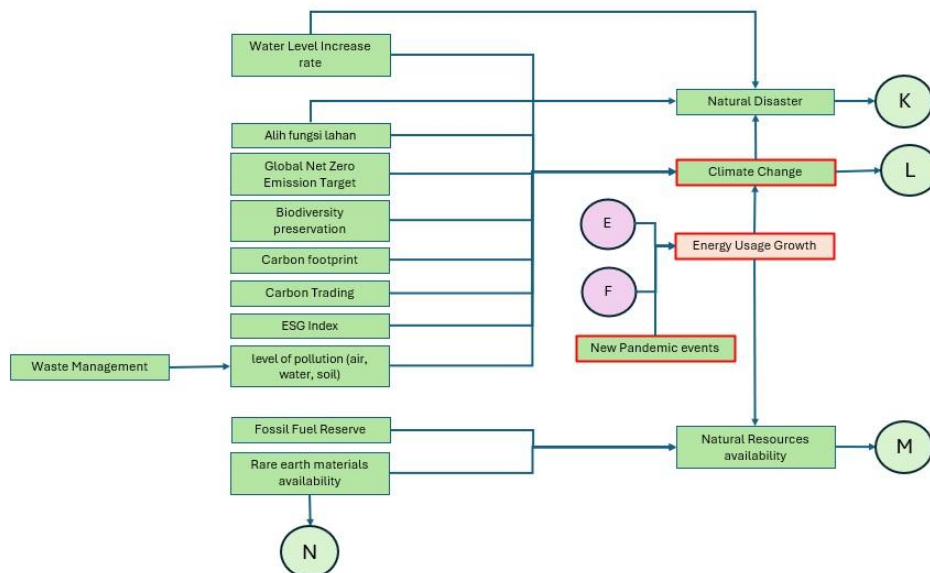 Water Level Increase
rate
Natural Disaster
K
Alih fungsi lahan
Global Net Zero
Emission Target
Climate Change
L
Biodiversity
preservation
E
Energy Usage Growth
Carbon footprint
F
Carbon Trading
ESG Index
New Pandemic events
Waste Management
level of pollution (air,
water, soil)
Fossil Fuel Reserve
Natural Resources
availability
M
Rare earth materials
availability
N